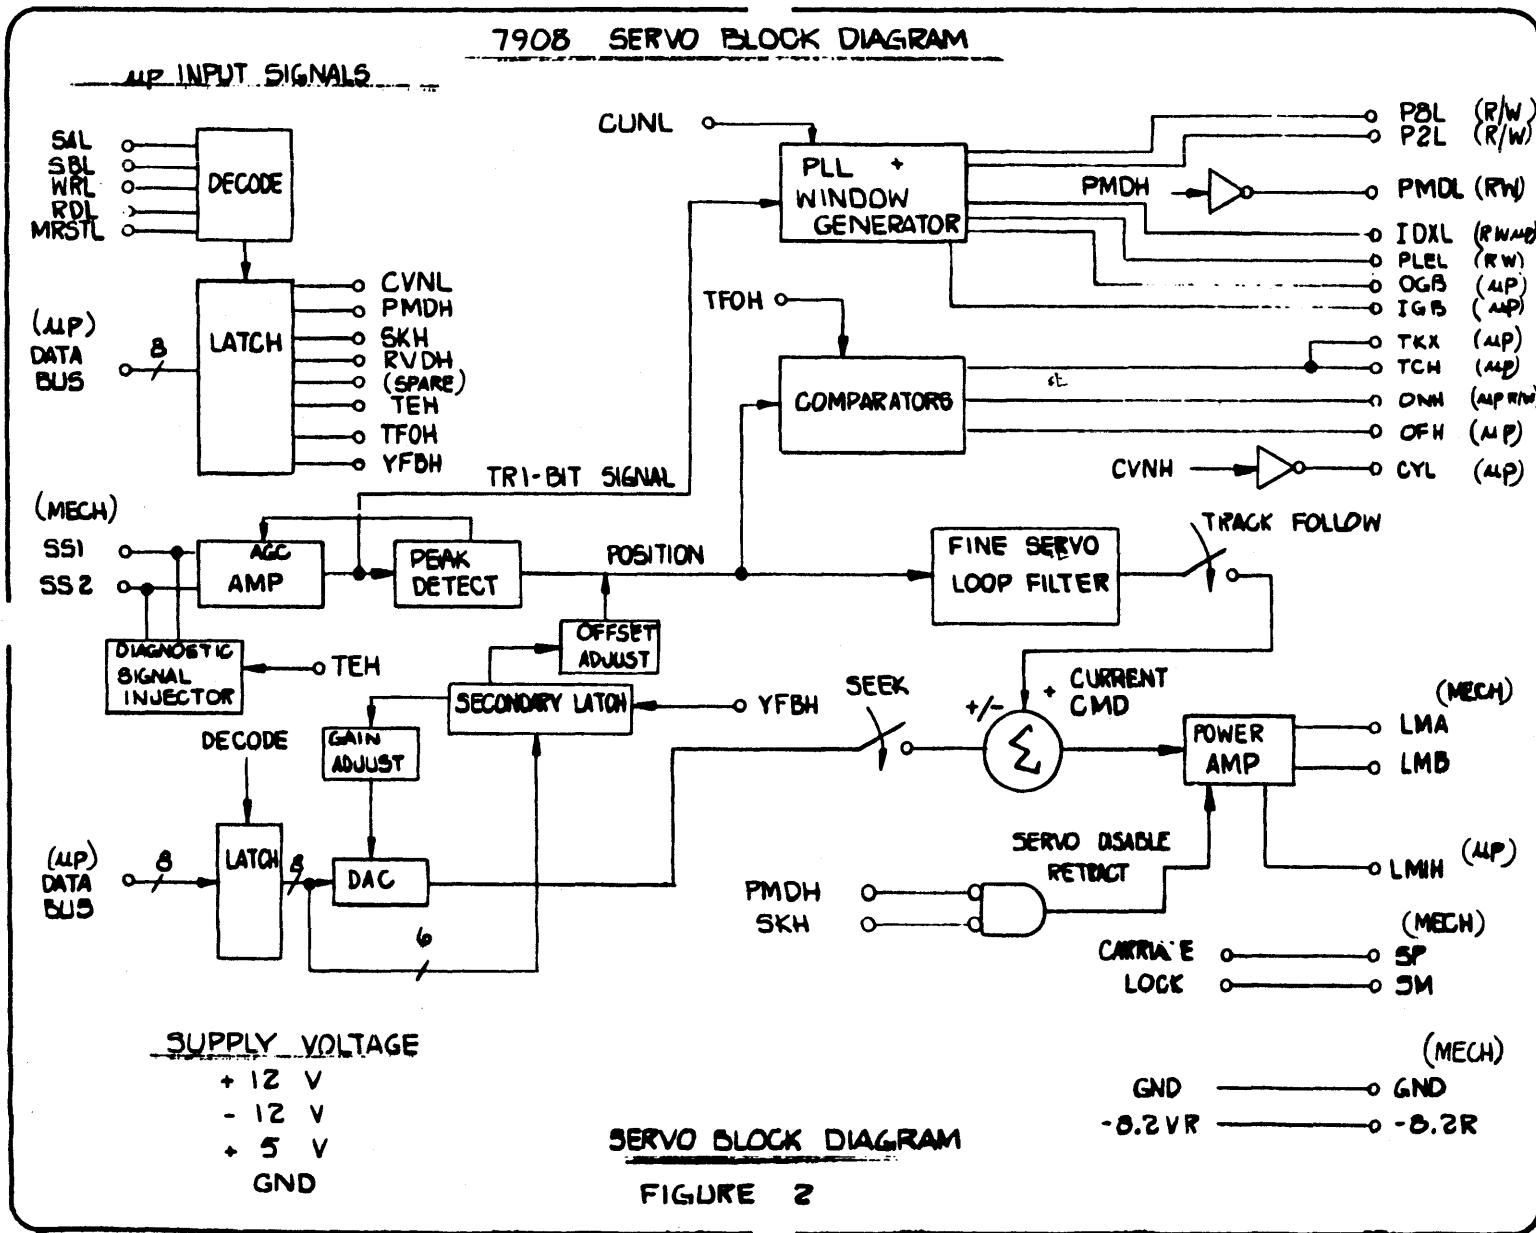 7908 SERVO BLOCK DIAGRAM
µP INPUT SIGNALS
SAL
SBL
WRL
RDL
MRSTL
DECODE
(µP)
DATA
BUS
8
LATCH
CVNL
PMDH
SKH
RVDH
(SPARE)
TEH
TFOH
YFBH
CUNL
PLL +
WINDOW
GENERATOR
P8L (R/W)
P2L (R/W)
PMDH
PMDL (RW)
IDXL (RWµP)
PLEL (RW)
OGB (µP)
IGB (µP)
TFOH
COMPARATORS
TKX (µP)
TCH (µP)
ONH (µP R/W)
OFH (µP)
CVNH
CYL (µP)
TRI-BIT SIGNAL
(MECH)
SS1
SS2
AGC
AMP
PEAK
DETECT
POSITION
FINE SERVO
LOOP FILTER
TRACK FOLLOW
DIAGNOSTIC
SIGNAL
INJECTOR
TEH
OFFSET
ADJUST
SECONDARY LATCH
YFBH
GAIN
ADJUST
SEEK
+/-
+ CURRENT
CMD
Σ
POWER
AMP
(MECH)
LMA
LMB
LMIH (µP)
DECODE
(µP)
DATA
BUS
8
LATCH
8
DAC
6
SERVO DISABLE
RETRACT
PMDH
SKH
(MECH)
CARRIAGE
LOCK
SP
SM
SUPPLY VOLTAGE
+ 12 V
- 12 V
+ 5 V
GND
(MECH)
GND GND
-8.2VR -8.2R
SERVO BLOCK DIAGRAM
FIGURE 2